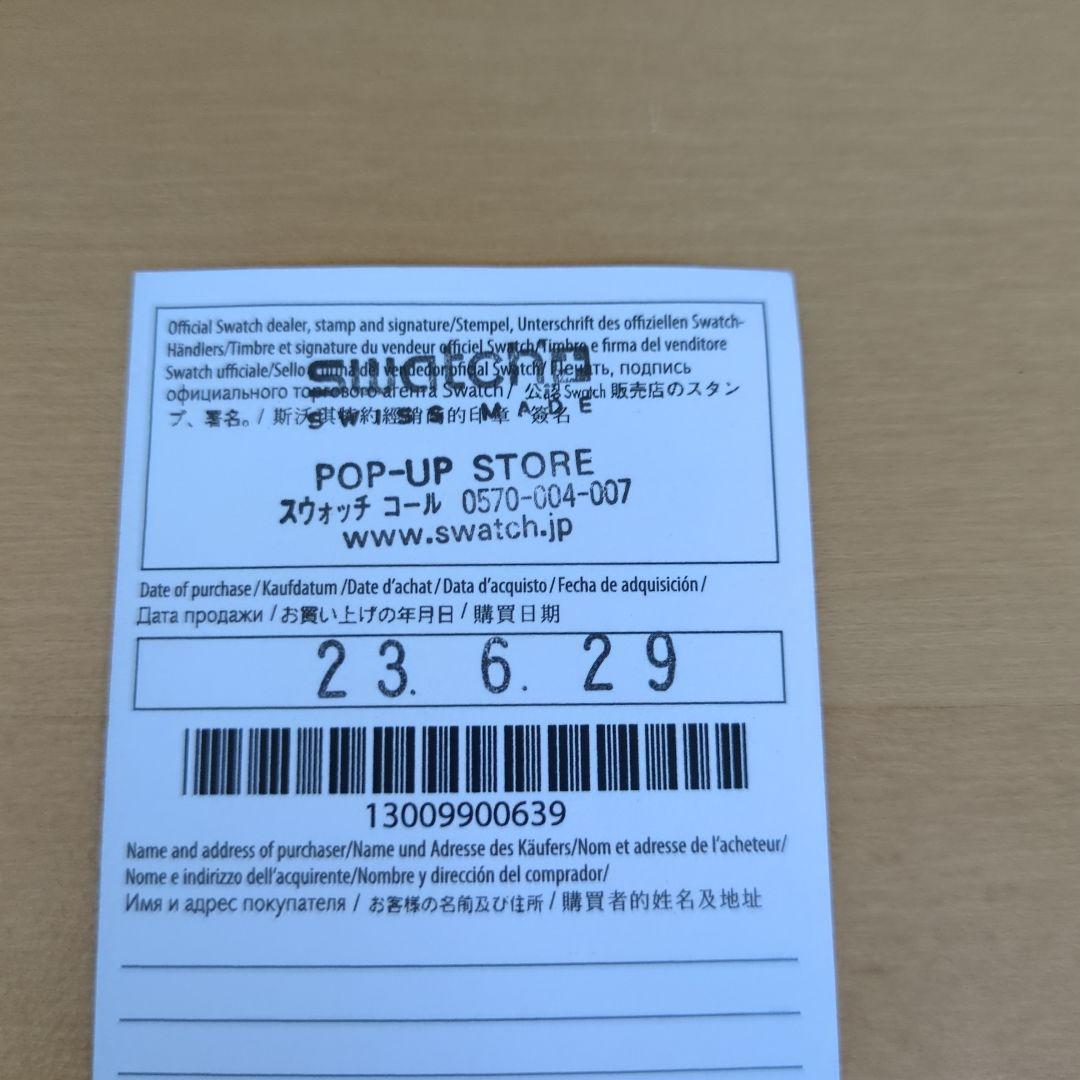 Official Swatch dealer, stamp and signature/Stempel, Unterschrift des offiziellen Swatch-
Händlers/Timbre et signature du vendeur officiel Swatch/Timbro e firma del venditore
Swatch ufficiale/Sello y firma del vendedor oficial Swatch/ Печать, подпись
официального торгового агента Swatch / 公認 Swatch 販売店のスタン
プ、署名。/ 斯沃琪特約經銷商的印章 簽名
swatch
SWISS MADE
POP-UP STORE
スウォッチ コール 0570-004-007
www.swatch.jp
Date of purchase/Kaufdatum /Date d'achat/Data d'acquisto/Fecha de adquisición/
Дата продажи /お買い上げの年月日/ 購買日期
23. 6. 29
13009900639
Name and address of purchaser/Name und Adresse des Käufers/Nom et adresse de l'acheteur/
Nome e indirizzo dell'acquirente/Nombre y dirección del comprador/
Имя и адрес покупателя / お客様の名前及び住所 / 購買者的姓名及地址